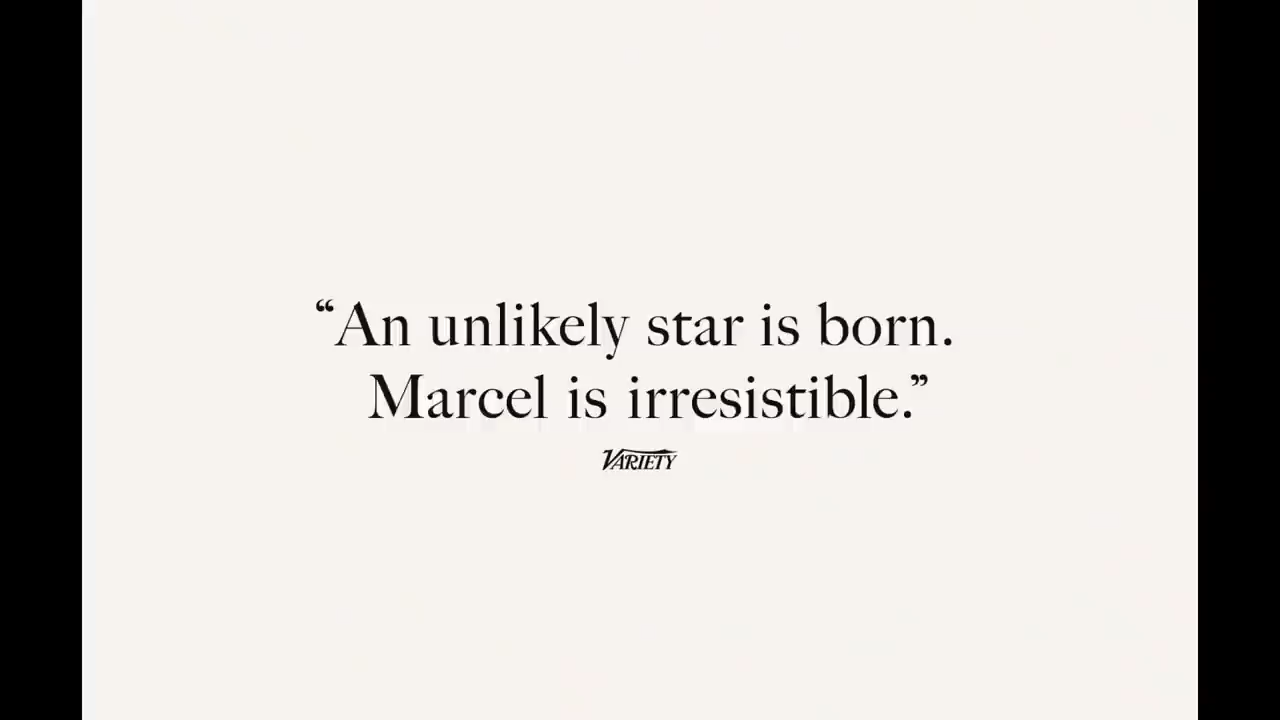 “An unlikely star is born.
Marcel is irresistible.”
VARIETY